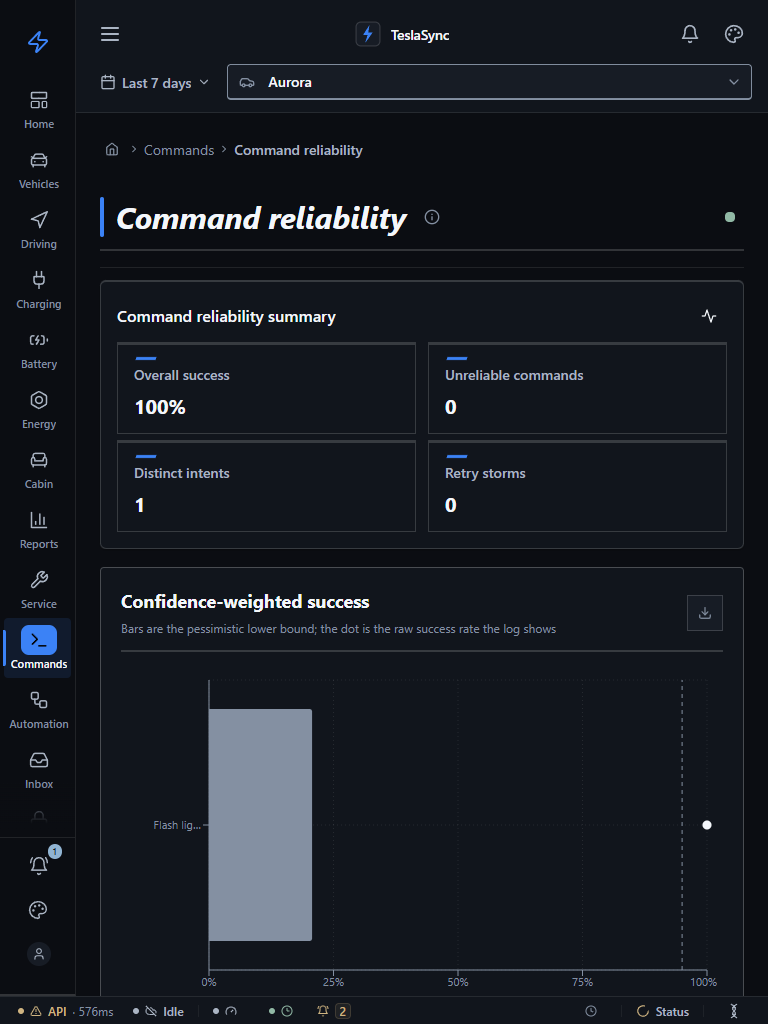 TeslaSync
Last 7 days
Aurora
Home
Vehicles
Driving
Charging
Battery
Energy
Cabin
Reports
Service
Commands
Automation
Inbox
1
Commands
Command reliability
Command reliability
Command reliability summary
Overall success
100%
Unreliable commands
0
Distinct intents
1
Retry storms
0
Confidence-weighted success
Bars are the pessimistic lower bound; the dot is the raw success rate the log shows
Flash lig...
0% 25% 50% 75% 100%
API · 576ms Idle 2 Status